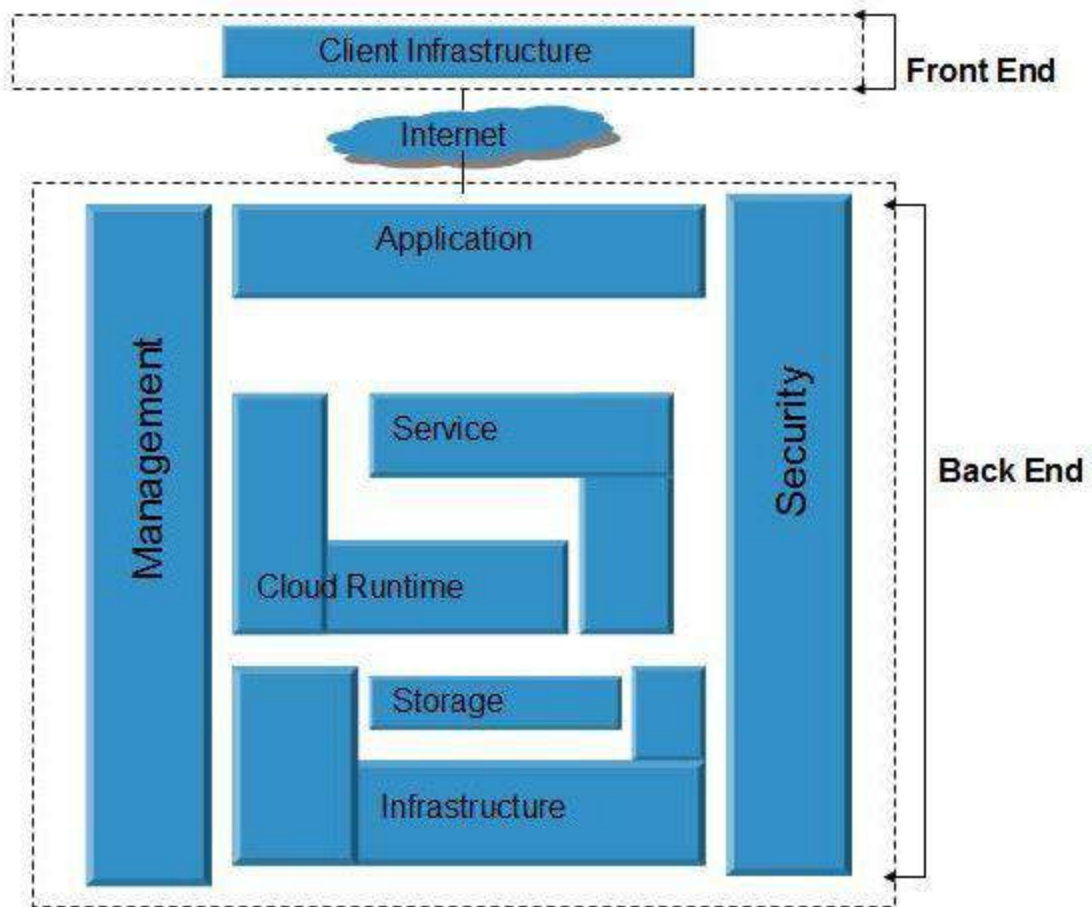 Client Infrastructure
Front End
Internet
Application
Management
Security
Service
Back End
Cloud Runtime
Storage
Infrastructure